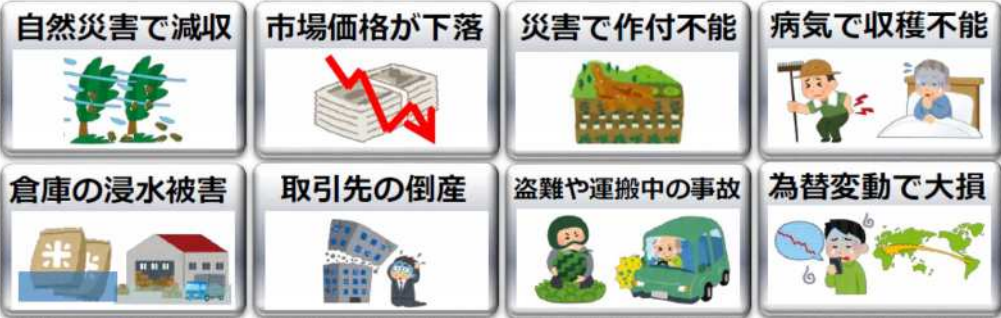 自然災害で減収
市場価格が下落
災害で作付不能
病気で収穫不能
倉庫の浸水被害
取引先の倒産
盗難や運搬中の事故
為替変動で大損
米